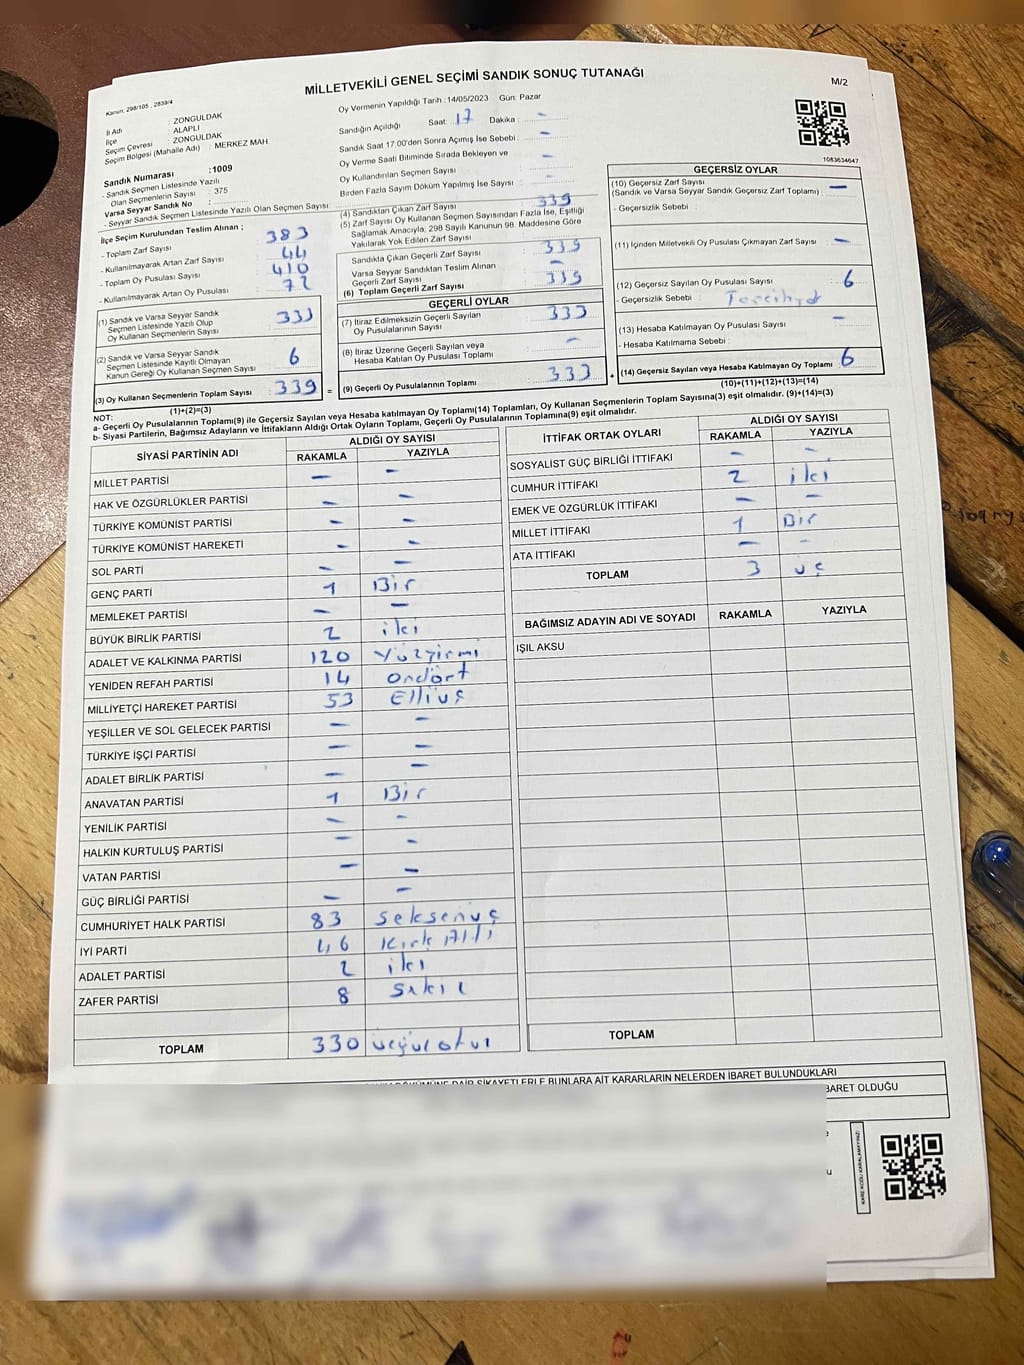 MİLLETVEKİLİ GENEL SEÇİMİ SANDIK SONUÇ TUTANAĞI
M/2
Kanun, 298/105 , 2839/4
Oy Vermenin Yapıldığı Tarih :14/05/2023 Gün: Pazar
İl Adı : ZONGULDAK
İlçe : ALAPLI
Seçim Çevresi : ZONGULDAK
Seçim Bölgesi (Mahalle Adı) : MERKEZ MAH
Sandığın Açıldığı Saat: 17 Dakika : -
Sandık Saat 17:00'den Sonra Açımış İse Sebebi : -
Oy Verme Saati Bitiminde Sırada Bekleyen ve
Oy Kullandırılan Seçmen Sayısı : -
Birden Fazla Sayım Döküm Yapılmış İse Sayısı : -
1083634647
Sandık Numarası :1009
- Sandık Seçmen Listesinde Yazılı
Olan Seçmenlerin Sayısı : 375
Varsa Seyyar Sandık No :
- Seyyar Sandık Seçmen Listesinde Yazılı Olan Seçmen Sayısı:
İlçe Seçim Kurulundan Teslim Alınan ;
- Toplam Zarf Sayısı : 383
- Kullanılmayarak Artan Zarf Sayısı : 44
- Toplam Oy Pusulası Sayısı : 410
- Kullanılmayarak Artan Oy Pusulası : 72
(1) Sandık ve Varsa Seyyar Sandık
Seçmen Listesinde Yazılı Olup
Oy Kullanan Seçmenlerin Sayısı : 333
(2) Sandık ve Varsa Seyyar Sandık
Seçmen Listesinde Kayıtlı Olmayan
Kanun Gereği Oy Kullanan Seçmen Sayısı : 6
(3) Oy Kullanan Seçmenlerin Toplam Sayısı : 339 =
(1)+(2)=(3)
(4) Sandıktan Çıkan Zarf Sayısı : 339
(5) Zarf Sayısı Oy Kullanan Seçmen Sayısından Fazla İse, Eşitliği
Sağlamak Amacıyla, 298 Sayılı Kanunun 98. Maddesine Göre
Yakılarak Yok Edilen Zarf Sayısı :
Sandıkta Çıkan Geçerli Zarf Sayısı : 339
Varsa Seyyar Sandıktan Teslim Alınan
Geçerli Zarf Sayısı : -
(6) Toplam Geçerli Zarf Sayısı : 339
GEÇERLİ OYLAR
(7) İtiraz Edilmeksizin Geçerli Sayılan
Oy Pusulalarının Sayısı : 333
(8) İtiraz Üzerine Geçerli Sayılan veya
Hesaba Katılan Oy Pusulası Toplamı : -
(9) Geçerli Oy Pusulalarının Toplamı : 333 +
GEÇERSİZ OYLAR
(10) Geçersiz Zarf Sayısı
(Sandık ve Varsa Seyyar Sandık Geçersiz Zarf Toplamı) : -
- Geçersizlik Sebebi :
(11) İçinden Milletvekili Oy Pusulası Çıkmayan Zarf Sayısı : -
(12) Geçersiz Sayılan Oy Pusulası Sayısı : 6
- Geçersizlik Sebebi :
(13) Hesaba Katılmayan Oy Pusulası Sayısı : -
- Hesaba Katılmama Sebebi :
(14) Geçersiz Sayılan veya Hesaba Katılmayan Oy Toplamı : 6
(10)+(11)+(12)+(13)=(14)
NOT:
a- Geçerli Oy Pusulalarının Toplamı(9) ile Geçersiz Sayılan veya Hesaba katılmayan Oy Toplamı(14) Toplamları, Oy Kullanan Seçmenlerin Toplam Sayısına(3) eşit olmalıdır. (9)+(14)=(3)
b- Siyasi Partilerin, Bağımsız Adayların ve İttifakların Aldığı Ortak Oyların Toplamı, Geçerli Oy Pusulalarının Toplamına(9) eşit olmalıdır.
SİYASİ PARTİNİN ADI ALDIĞI OY SAYISI
RAKAMLA YAZIYLA
MİLLET PARTİSİ - -
HAK VE ÖZGÜRLÜKLER PARTİSİ - -
TÜRKİYE KOMÜNİST PARTİSİ - -
TÜRKİYE KOMÜNİST HAREKETİ - -
SOL PARTİ - -
GENÇ PARTİ 1 Bir
MEMLEKET PARTİSİ - -
BÜYÜK BİRLİK PARTİSİ 2 iki
ADALET VE KALKINMA PARTİSİ 120 Yüzyirmi
YENİDEN REFAH PARTİSİ 14 Ondört
MİLLİYETÇİ HAREKET PARTİSİ 53 Elliüç
YEŞİLLER VE SOL GELECEK PARTİSİ - -
TÜRKİYE İŞÇİ PARTİSİ - -
ADALET BİRLİK PARTİSİ - -
ANAVATAN PARTİSİ 1 Bir
YENİLİK PARTİSİ - -
HALKIN KURTULUŞ PARTİSİ - -
VATAN PARTİSİ - -
GÜÇ BİRLİĞİ PARTİSİ - -
CUMHURİYET HALK PARTİSİ 83 Seksenüç
İYİ PARTİ 46 Kırk Altı
ADALET PARTİSİ 2 iki
ZAFER PARTİSİ 8
TOPLAM 330
İTTİFAK ORTAK OYLARI ALDIĞI OY SAYISI
RAKAMLA YAZIYLA
SOSYALIST GÜÇ BİRLİĞİ İTTİFAKI - -
CUMHUR İTTİFAKI 2 iki
EMEK VE ÖZGÜRLÜK İTTİFAKI - -
MİLLET İTTİFAKI 1 Bir
ATA İTTİFAKI - -
TOPLAM 3 üç
BAĞIMSIZ ADAYIN ADI VE SOYADI RAKAMLA YAZIYLA
IŞIL AKSU
TOPLAM
ŞİKAYETLERLE BUNLARA AİT KARARLARIN NELERDEN İBARET BULUNDUKLARI
BARET OLDUĞU
KARE KODU KARALAMAYINIZ!